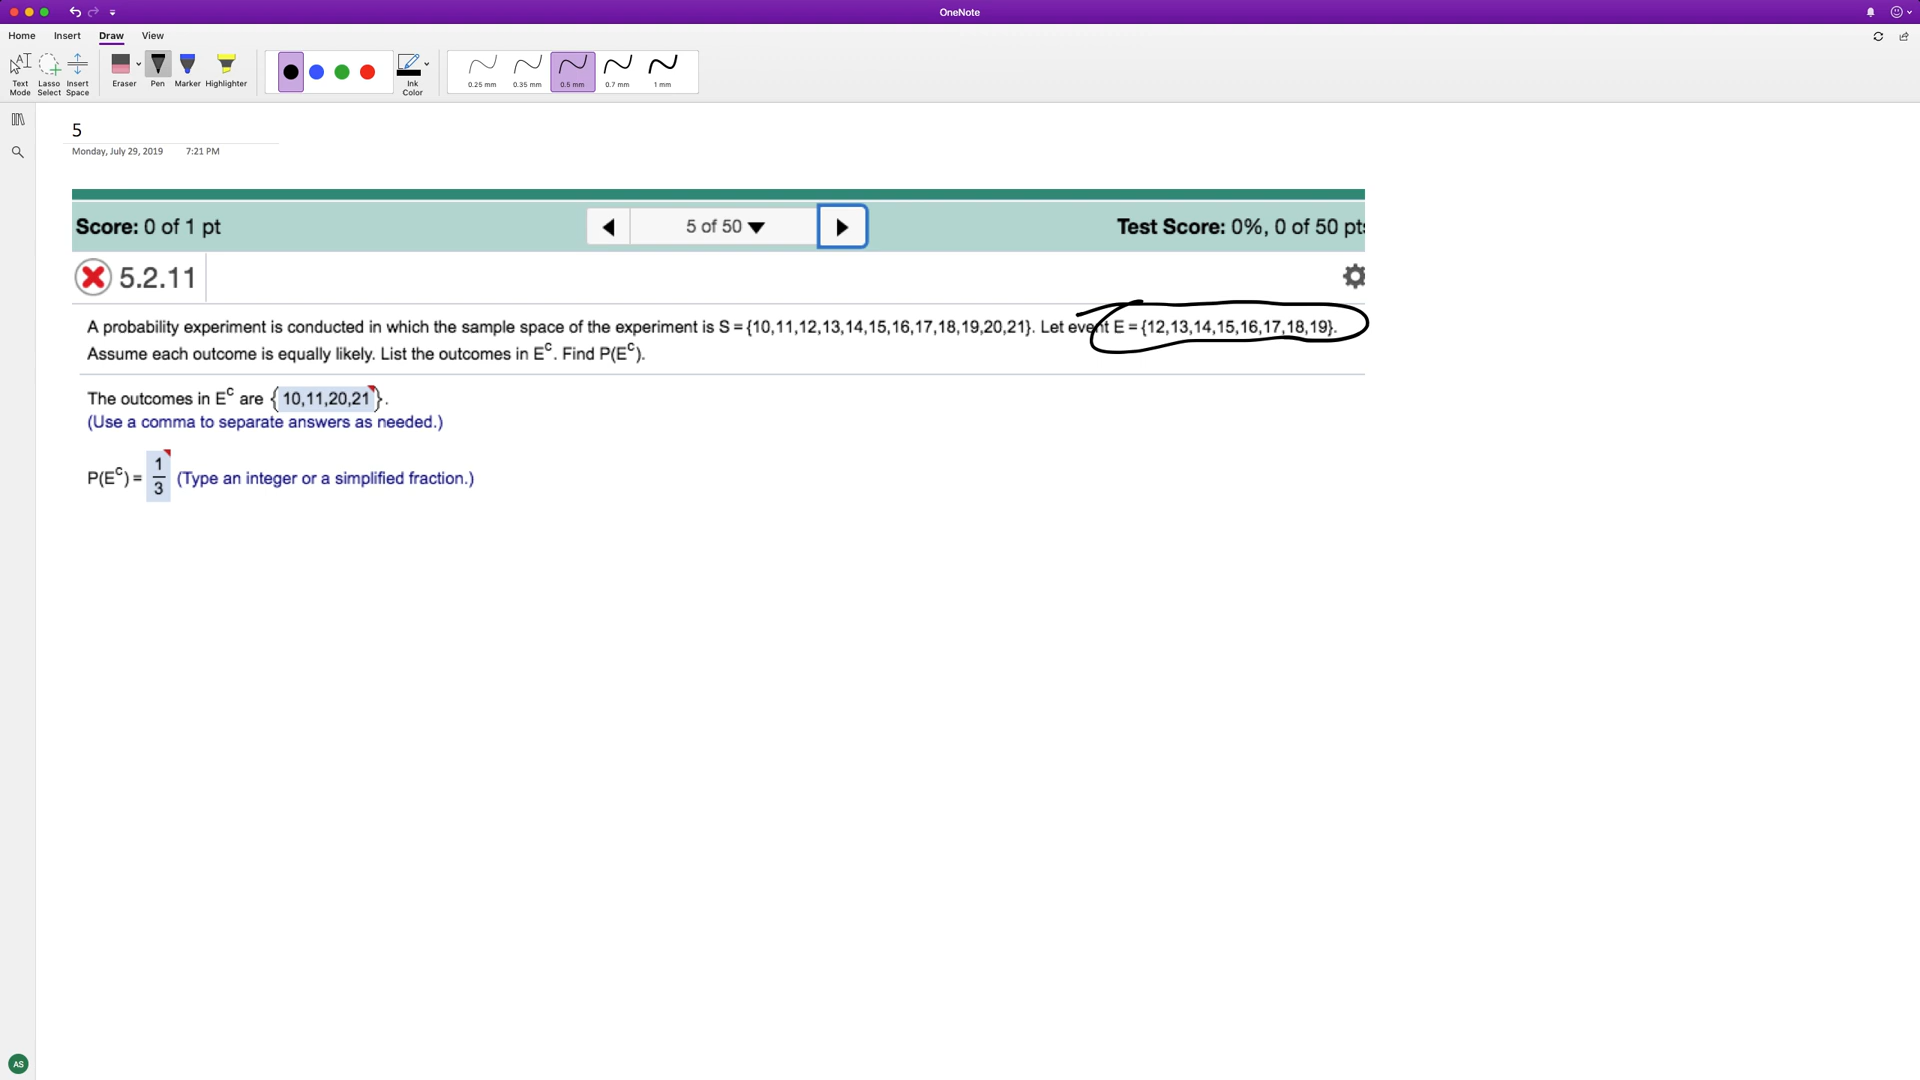 OneNote
Home Insert Draw View
Text Mode
Lasso Select
Insert Space
Eraser
Pen
Marker
Highlighter
Ink Color
0.25 mm
0.35 mm
0.5 mm
0.7 mm
1 mm
5
Monday, July 29, 2019 7:21 PM
Score: 0 of 1 pt
5 of 50
Test Score: 0%, 0 of 50 pts
5.2.11
A probability experiment is conducted in which the sample space of the experiment is S = {10,11,12,13,14,15,16,17,18,19,20,21}. Let event E = {12,13,14,15,16,17,18,19}.
Assume each outcome is equally likely. List the outcomes in Eᶜ. Find P(Eᶜ).
The outcomes in Eᶜ are { 10,11,20,21 }.
(Use a comma to separate answers as needed.)
P(Eᶜ) = 1/3 (Type an integer or a simplified fraction.)
AS